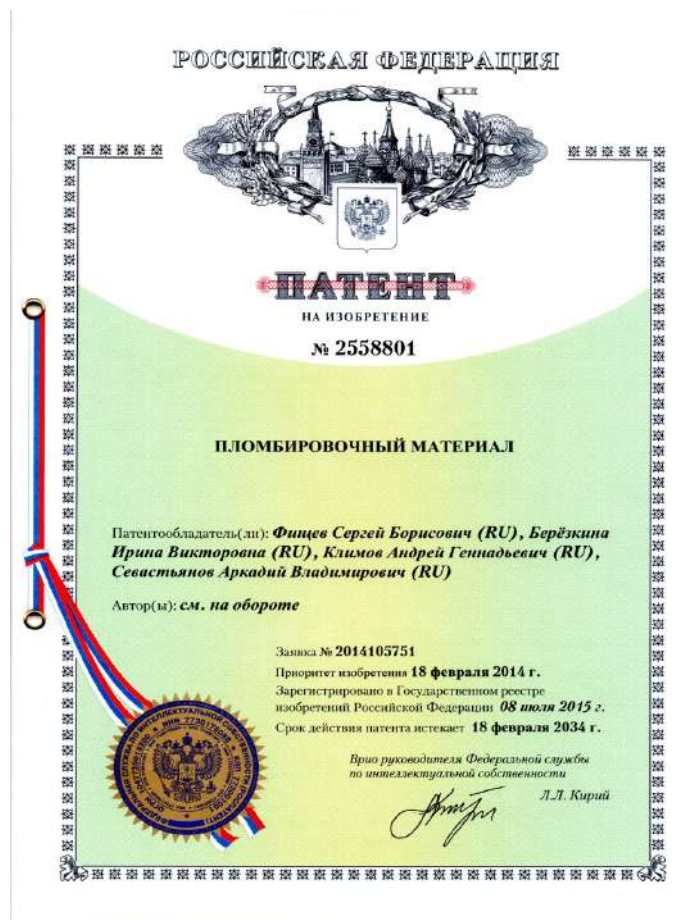 РОССИЙСКАЯ ФЕДЕРАЦИЯ
ПАТЕНТ
НА ИЗОБРЕТЕНИЕ
№ 2558801
ПЛОМБИРОВОЧНЫЙ МАТЕРИАЛ
Патентообладатель(ли): Фищев Сергей Борисович (RU), Берёзкина
Ирина Викторовна (RU), Климов Андрей Геннадьевич (RU),
Севастьянов Аркадий Владимирович (RU)
Автор(ы): см. на обороте
Заявка № 2014105751
Приоритет изобретения 18 февраля 2014 г.
Зарегистрировано в Государственном реестре
изобретений Российской Федерации 08 июля 2015 г.
Срок действия патента истекает 18 февраля 2034 г.
Врио руководителя Федеральной службы
по интеллектуальной собственности
Л.Л. Кирий